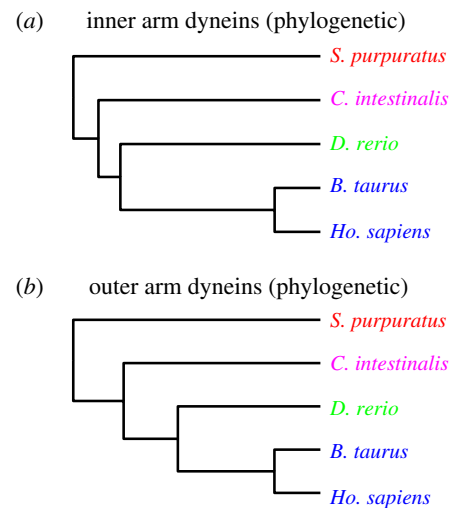 (a) inner arm dyneins (phylogenetic)
S. purpuratus
C. intestinalis
D. rerio
B. taurus
Ho. sapiens
(b) outer arm dyneins (phylogenetic)
S. purpuratus
C. intestinalis
D. rerio
B. taurus
Ho. sapiens